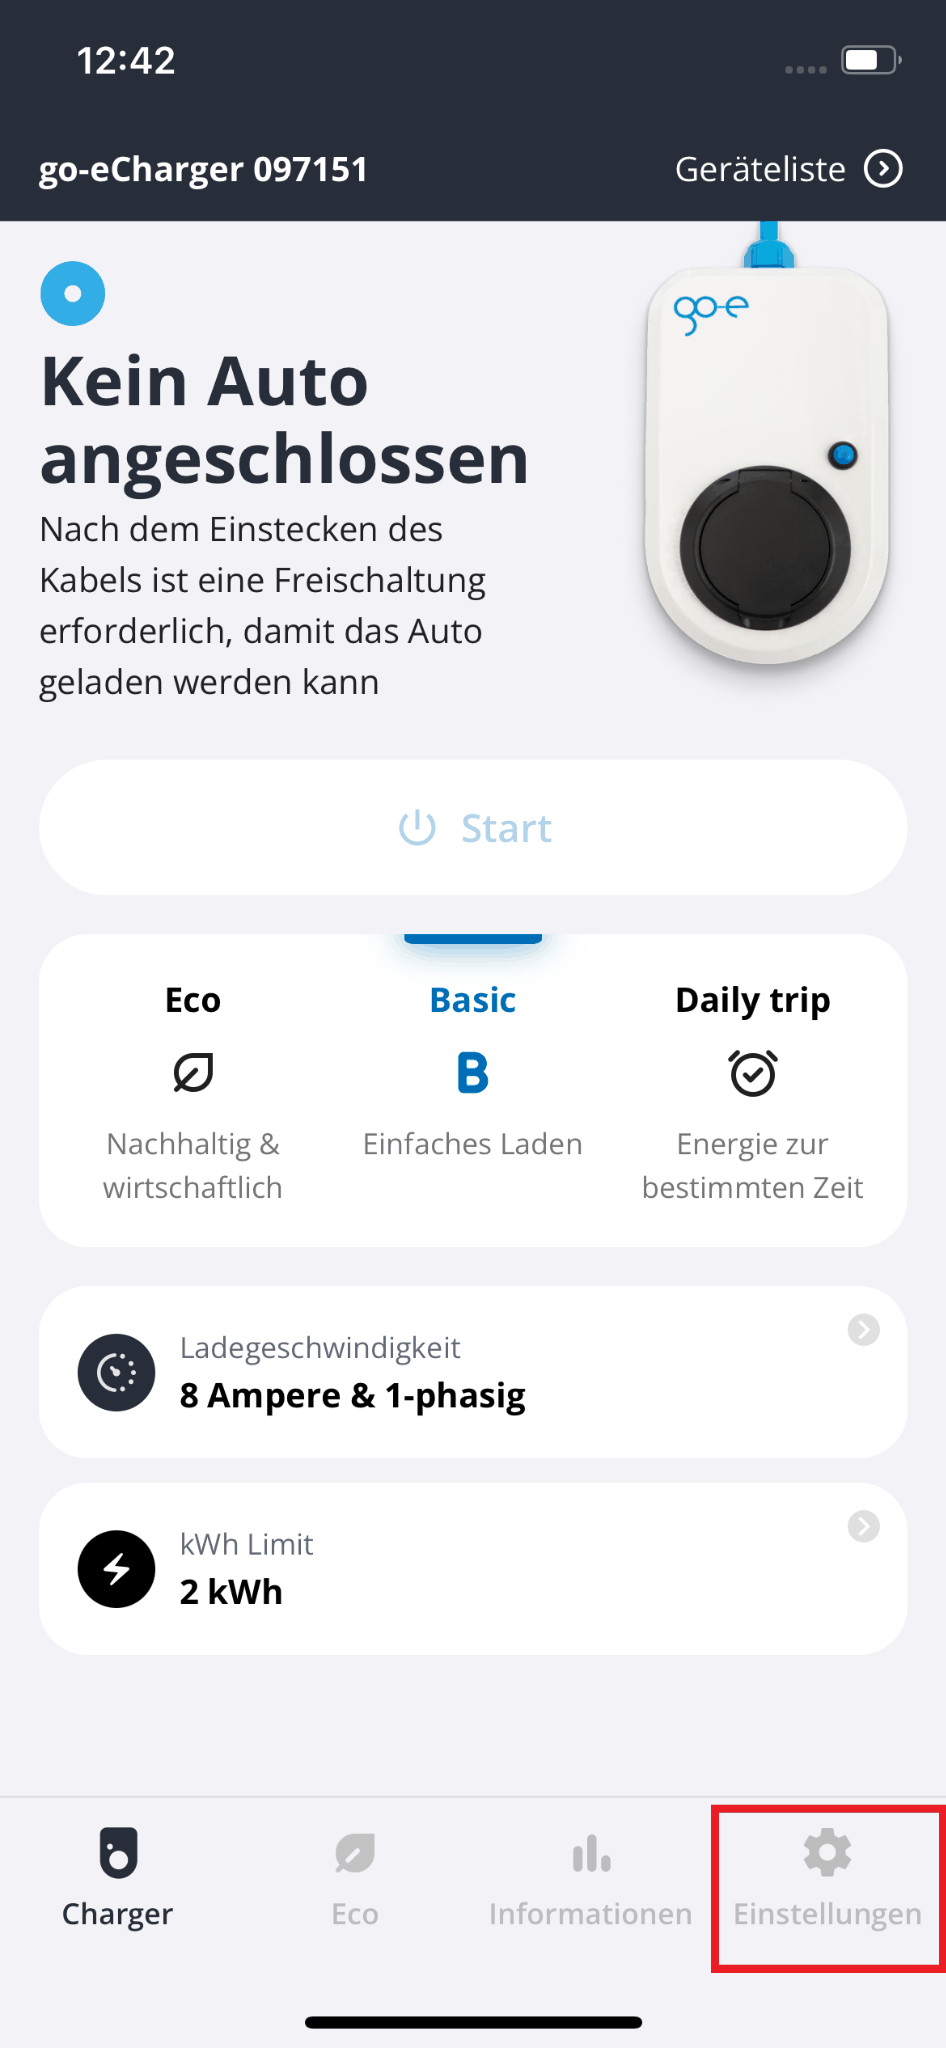 12:42
go-eCharger 097151
Geräteliste
go-e
Kein Auto
angeschlossen
Nach dem Einstecken des
Kabels ist eine Freischaltung
erforderlich, damit das Auto
geladen werden kann
Start
Eco
Nachhaltig &
wirtschaftlich
Basic
B
Einfaches Laden
Daily trip
Energie zur
bestimmten Zeit
Ladegeschwindigkeit
8 Ampere & 1-phasig
kWh Limit
2 kWh
Charger
Eco
Informationen
Einstellungen